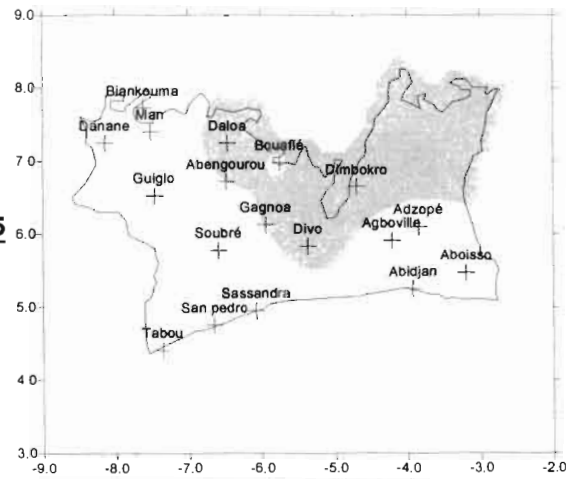 9.0
8.0
Biankouma
Man
Danane
Daloa
Bouaflé
7.0
Abengourou
Dimbokro
Guiglo
Gagnoa
Adzopé
6.0
Soubré
Divo
Agboville
Aboisso
Abidjan
Sassandra
5.0
San pedro
Tabou
4.0
3.0
-9.0 -8.0 -7.0 -6.0 -5.0 -4.0 -3.0 -2.0